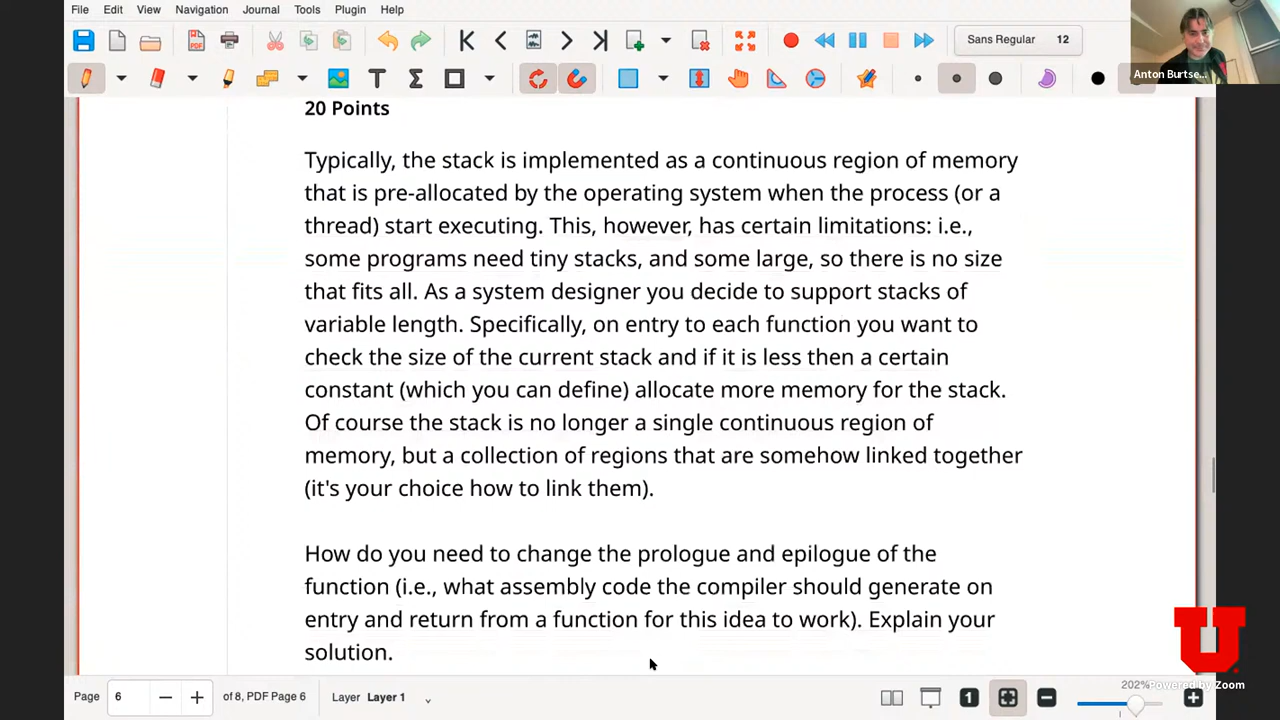 File Edit View Navigation Journal Tools Plugin Help
Sans Regular 12
Anton Burtse...
20 Points
Typically, the stack is implemented as a continuous region of memory
that is pre-allocated by the operating system when the process (or a
thread) start executing. This, however, has certain limitations: i.e.,
some programs need tiny stacks, and some large, so there is no size
that fits all. As a system designer you decide to support stacks of
variable length. Specifically, on entry to each function you want to
check the size of the current stack and if it is less then a certain
constant (which you can define) allocate more memory for the stack.
Of course the stack is no longer a single continuous region of
memory, but a collection of regions that are somehow linked together
(it's your choice how to link them).
How do you need to change the prologue and epilogue of the
function (i.e., what assembly code the compiler should generate on
entry and return from a function for this idea to work). Explain your
solution.
U
Powered by Zoom
Page 6 of 8, PDF Page 6 Layer Layer 1 1 202%